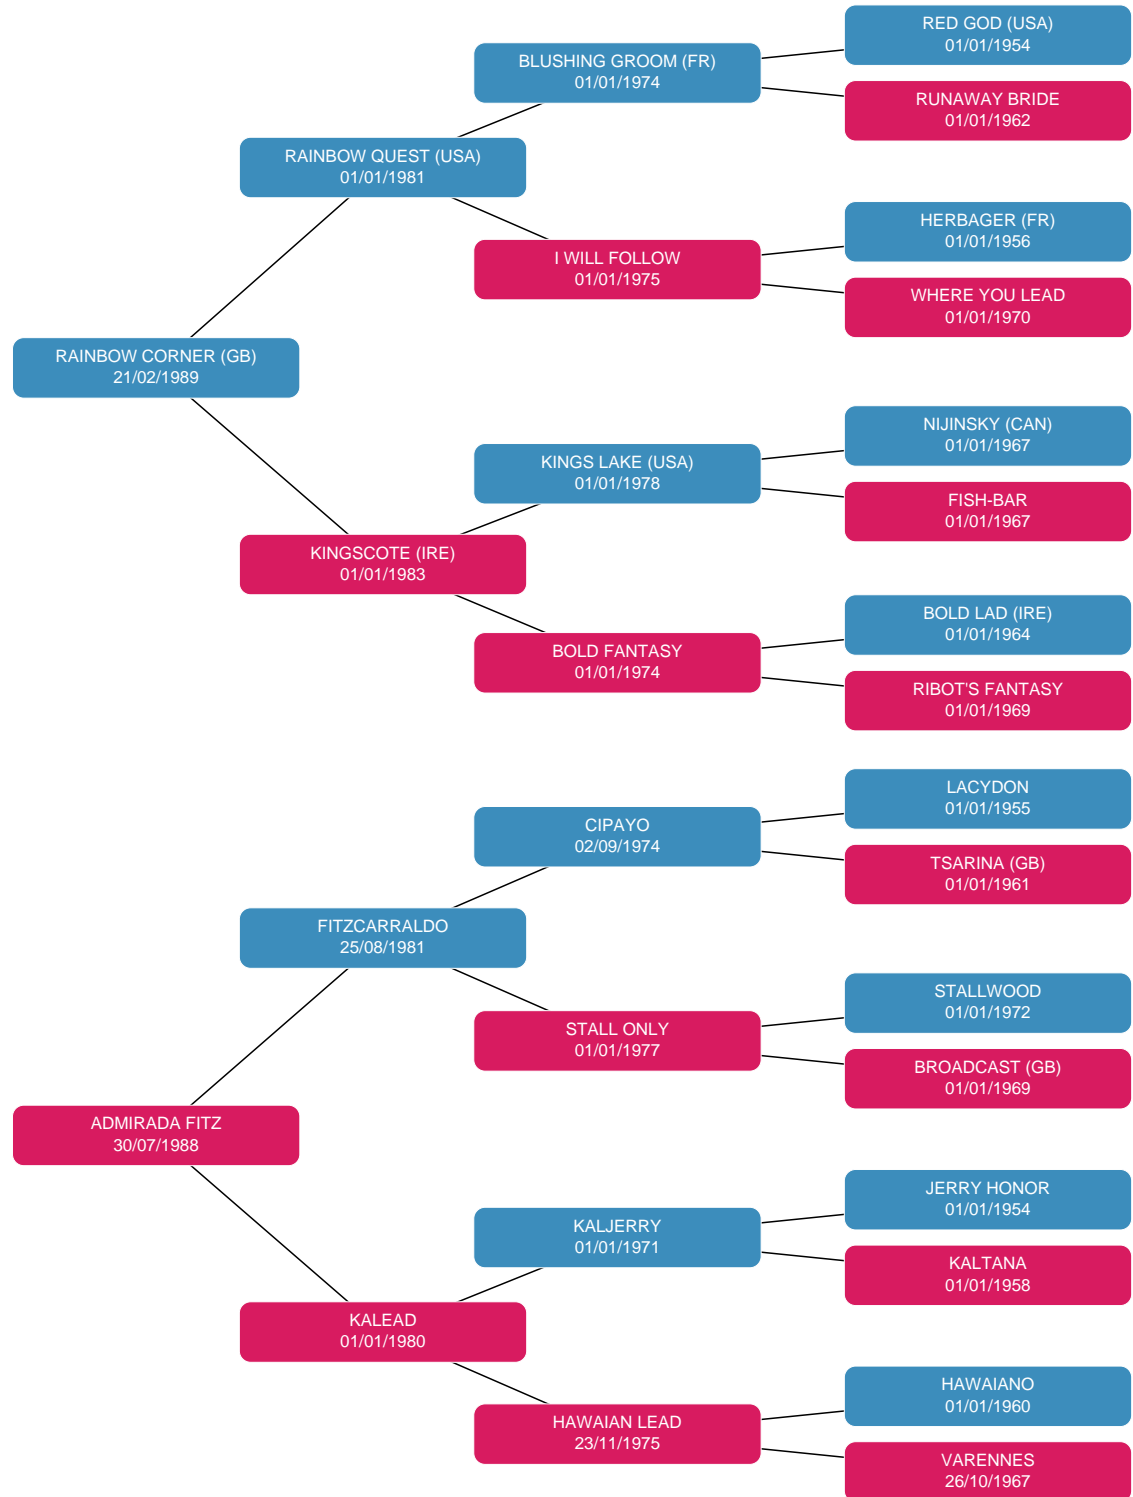 RED GOD (USA)
01/01/1954
BLUSHING GROOM (FR)
01/01/1974
RUNAWAY BRIDE
01/01/1962
RAINBOW QUEST (USA)
01/01/1981
HERBAGER (FR)
01/01/1956
I WILL FOLLOW
01/01/1975
WHERE YOU LEAD
01/01/1970
RAINBOW CORNER (GB)
21/02/1989
NIJINSKY (CAN)
01/01/1967
KINGS LAKE (USA)
01/01/1978
FISH-BAR
01/01/1967
KINGSCOTE (IRE)
01/01/1983
BOLD LAD (IRE)
01/01/1964
BOLD FANTASY
01/01/1974
RIBOT'S FANTASY
01/01/1969
LACYDON
01/01/1955
CIPAYO
02/09/1974
TSARINA (GB)
01/01/1961
FITZCARRALDO
25/08/1981
STALLWOOD
01/01/1972
STALL ONLY
01/01/1977
BROADCAST (GB)
01/01/1969
ADMIRADA FITZ
30/07/1988
JERRY HONOR
01/01/1954
KALJERRY
01/01/1971
KALTANA
01/01/1958
KALEAD
01/01/1980
HAWAIANO
01/01/1960
HAWAIAN LEAD
23/11/1975
VARENNES
26/10/1967